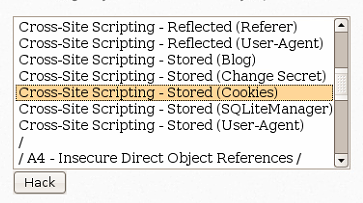 Cross-Site Scripting - Reflected (Referer)
Cross-Site Scripting - Reflected (User-Agent)
Cross-Site Scripting - Stored (Blog)
Cross-Site Scripting - Stored (Change Secret)
Cross-Site Scripting - Stored (Cookies)
Cross-Site Scripting - Stored (SQLiteManager)
Cross-Site Scripting - Stored (User-Agent)
/
/ A4 - Insecure Direct Object References /
Hack